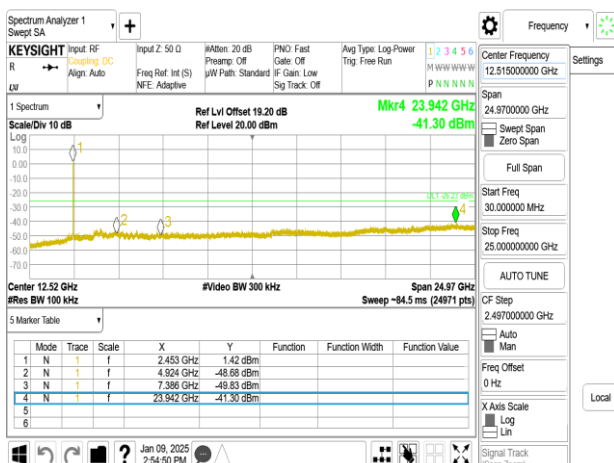 Spectrum Analyzer 1
Swept SA
Frequency
KEYSIGHT
Input: RF
Coupling: DC
Align: Auto
Input Z: 50 Ω
Freq Ref: Int (S)
NFE: Adaptive
#Atten: 20 dB
Preamp: Off
µW Path: Standard
PNO: Fast
Gate: Off
IF Gain: Low
Sig Track: Off
Avg Type: Log-Power
Trig: Free Run
1 2 3 4 5 6
M W W W W W
P N N N N N
R
LXI
1 Spectrum
Scale/Div 10 dB
Ref Lvl Offset 19.20 dB
Ref Level 20.00 dBm
Mkr4 23.942 GHz
-41.30 dBm
Log
10.0
0.00
-10.0
-20.0
-30.0
-40.0
-50.0
-60.0
-70.0
1
2
3
4
DL1 -26.23 dBm
Center 12.52 GHz
#Video BW 300 kHz
Span 24.97 GHz
#Res BW 100 kHz
Sweep ~84.5 ms (24971 pts)
5 Marker Table
Mode Trace Scale X Y Function Function Width Function Value
1 N 1 f 2.453 GHz 1.42 dBm
2 N 1 f 4.924 GHz -48.68 dBm
3 N 1 f 7.386 GHz -49.83 dBm
4 N 1 f 23.942 GHz -41.30 dBm
5
6
Jan 09, 2025
2:54:50 PM
Center Frequency
12.515000000 GHz
Settings
Span
24.9700000 GHz
Swept Span
Zero Span
Full Span
Start Freq
30.000000 MHz
Stop Freq
25.000000000 GHz
AUTO TUNE
CF Step
2.497000000 GHz
Auto
Man
Freq Offset
0 Hz
X Axis Scale
Log
Lin
Local
Signal Track